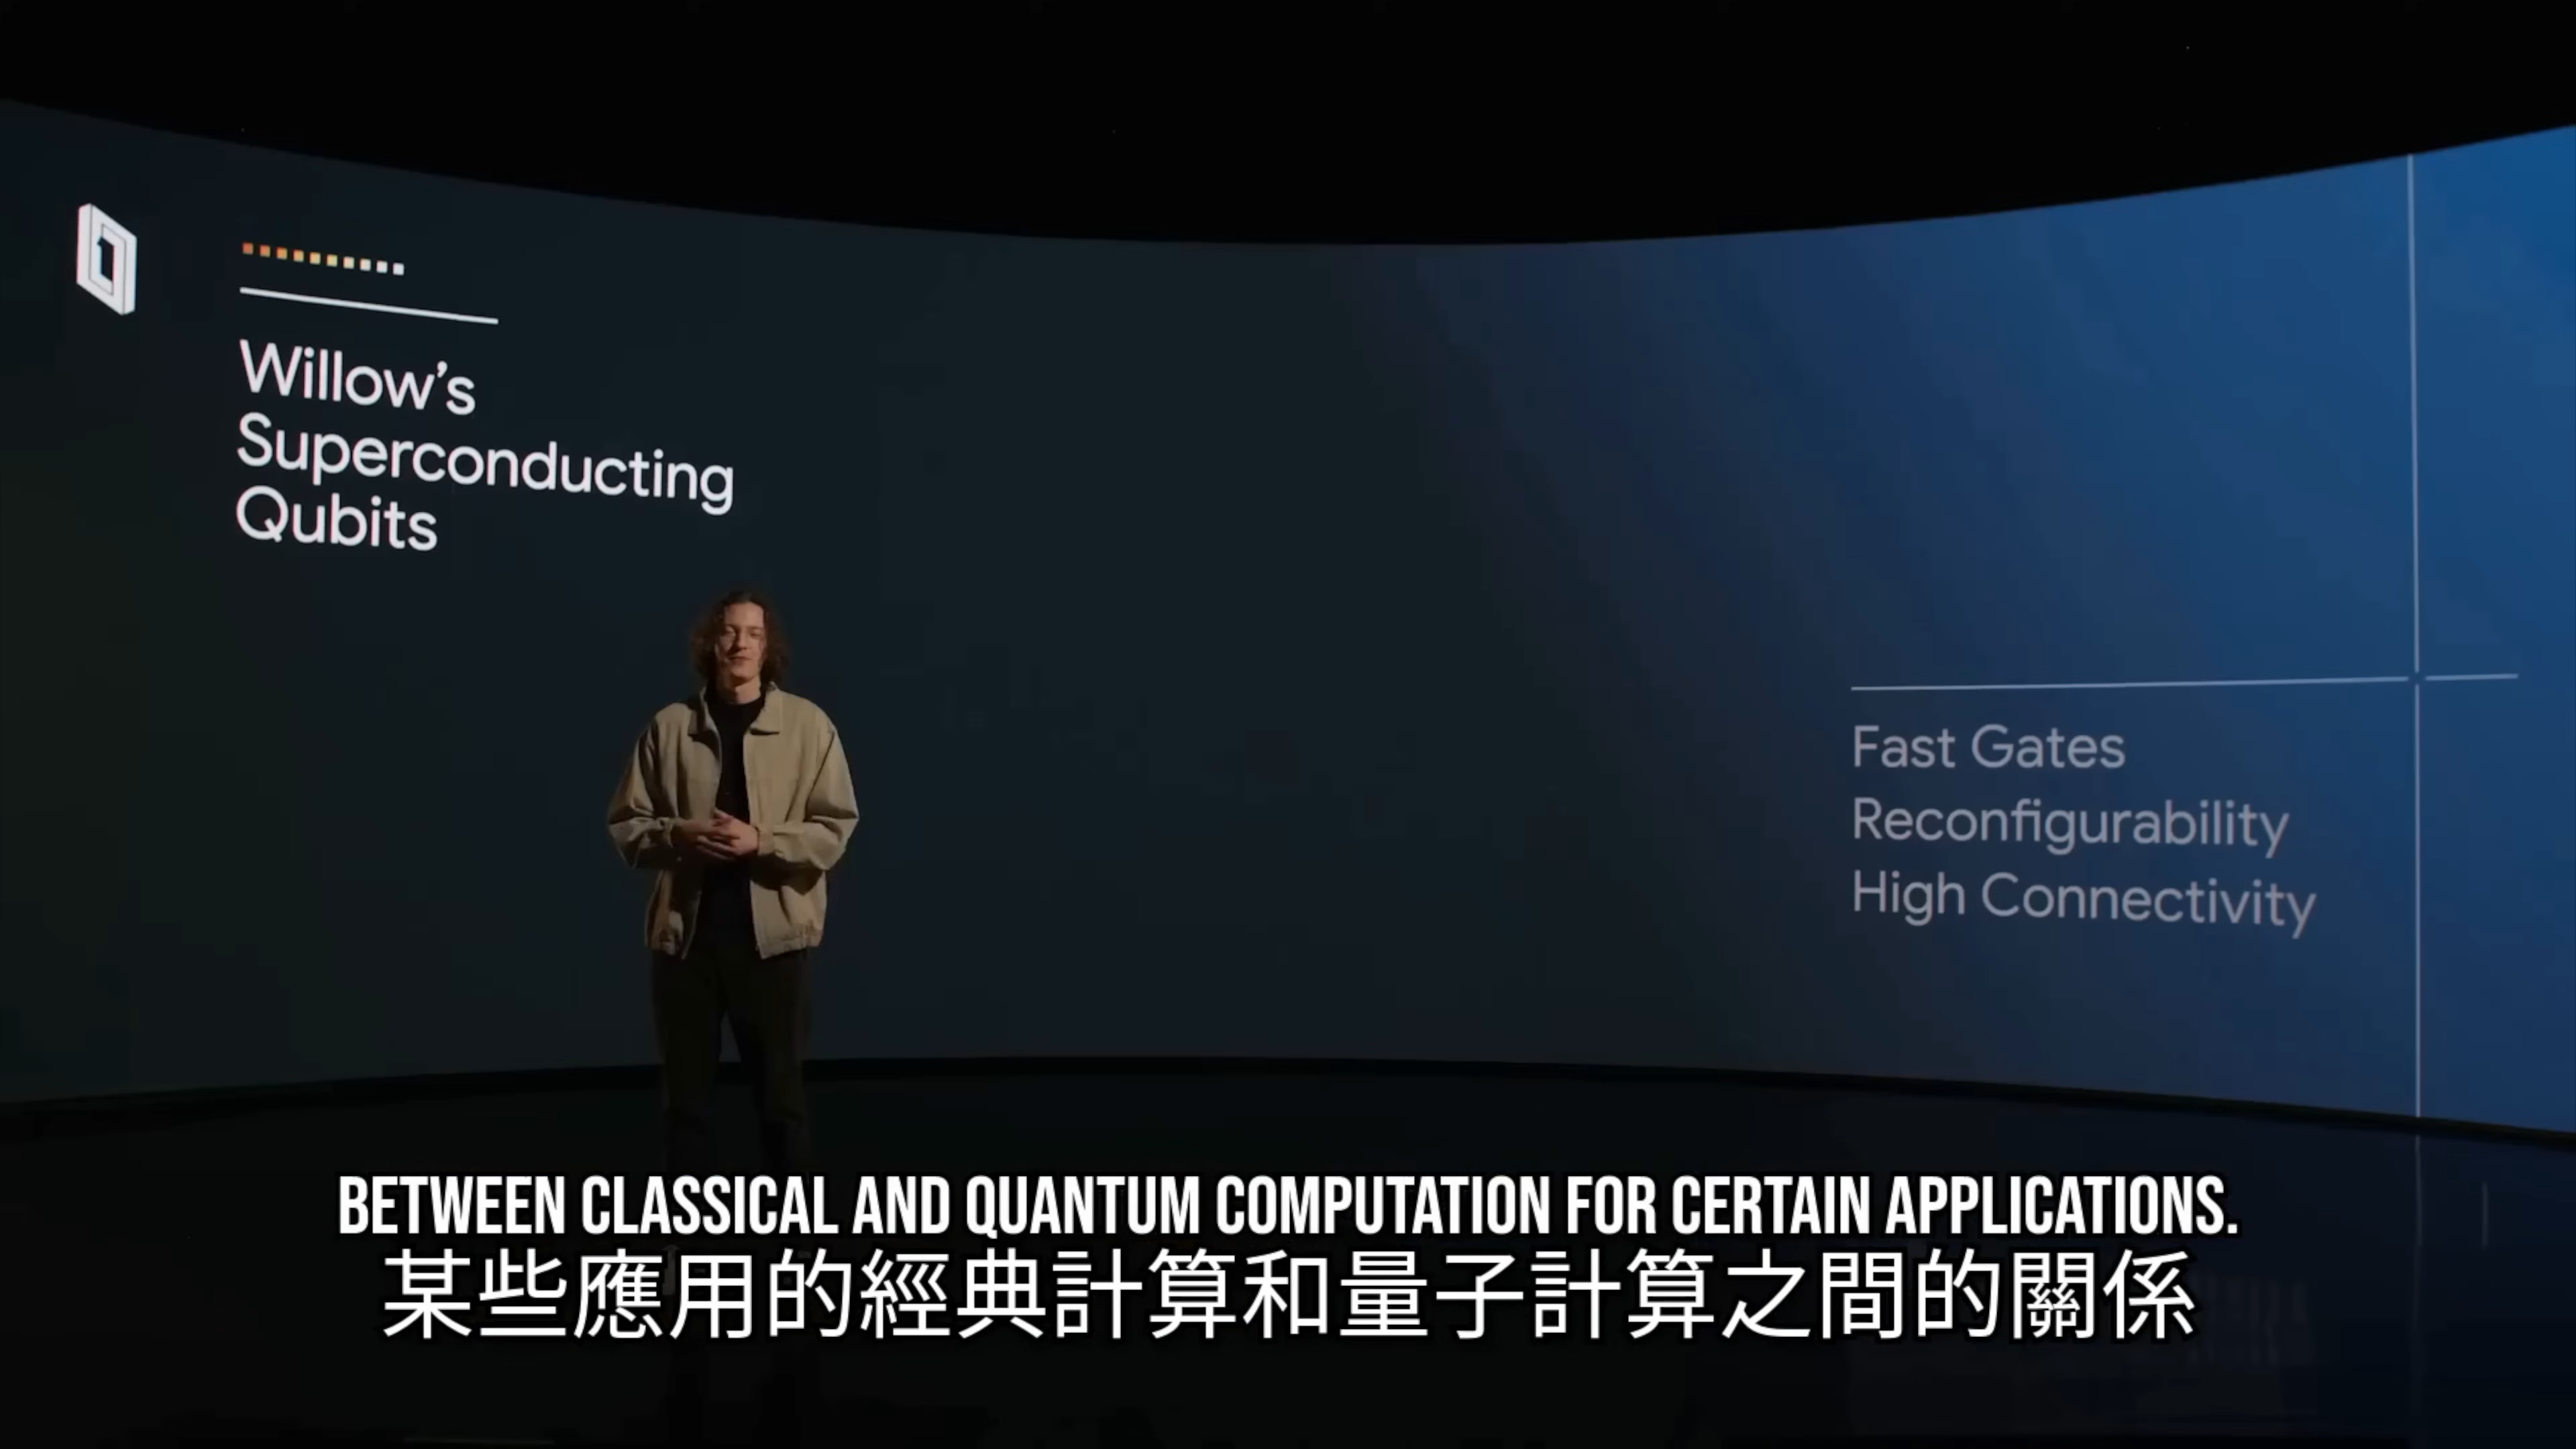 Willow's
Superconducting
Qubits
Fast Gates
Reconfigurability
High Connectivity
BETWEEN CLASSICAL AND QUANTUM COMPUTATION FOR CERTAIN APPLICATIONS.
某些應用的經典計算和量子計算之間的關係